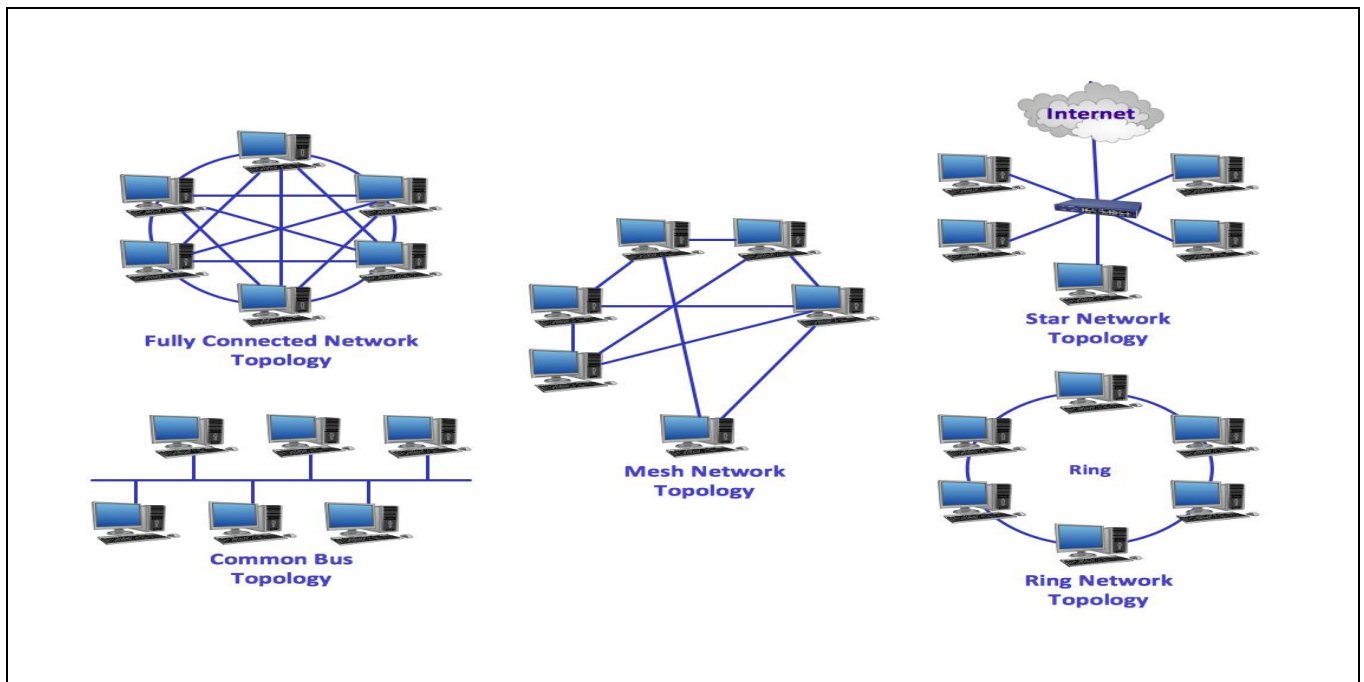 Internet
Fully Connected Network
Topology
Star Network
Topology
Mesh Network
Topology
Ring
Common Bus
Topology
Ring Network
Topology